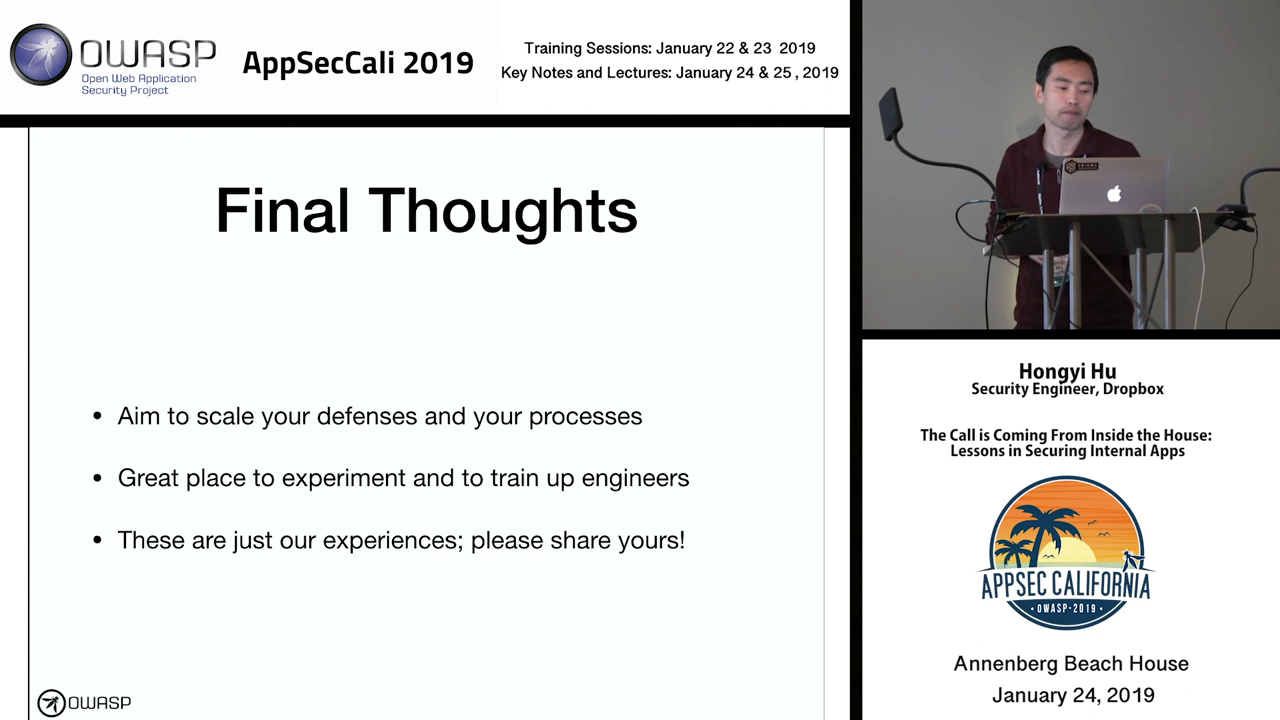 OWASP
Open Web Application
Security Project
AppSecCali 2019
Training Sessions: January 22 & 23 2019
Key Notes and Lectures: January 24 & 25 , 2019
Final Thoughts
• Aim to scale your defenses and your processes
• Great place to experiment and to train up engineers
• These are just our experiences; please share yours!
OWASP
Hongyi Hu
Security Engineer, Dropbox
The Call is Coming From Inside the House:
Lessons in Securing Internal Apps
APPSEC CALIFORNIA
• OWASP-2019 •
Annenberg Beach House
January 24, 2019